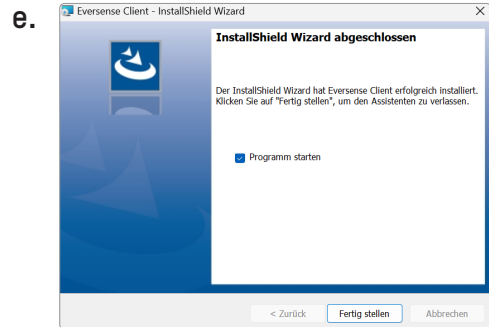 e.
Eversense Client - InstallShield Wizard
InstallShield Wizard abgeschlossen
Der InstallShield Wizard hat Eversense Client erfolgreich installiert.
Klicken Sie auf "Fertig stellen", um den Assistenten zu verlassen.
Programm starten
< Zurück Fertig stellen Abbrechen